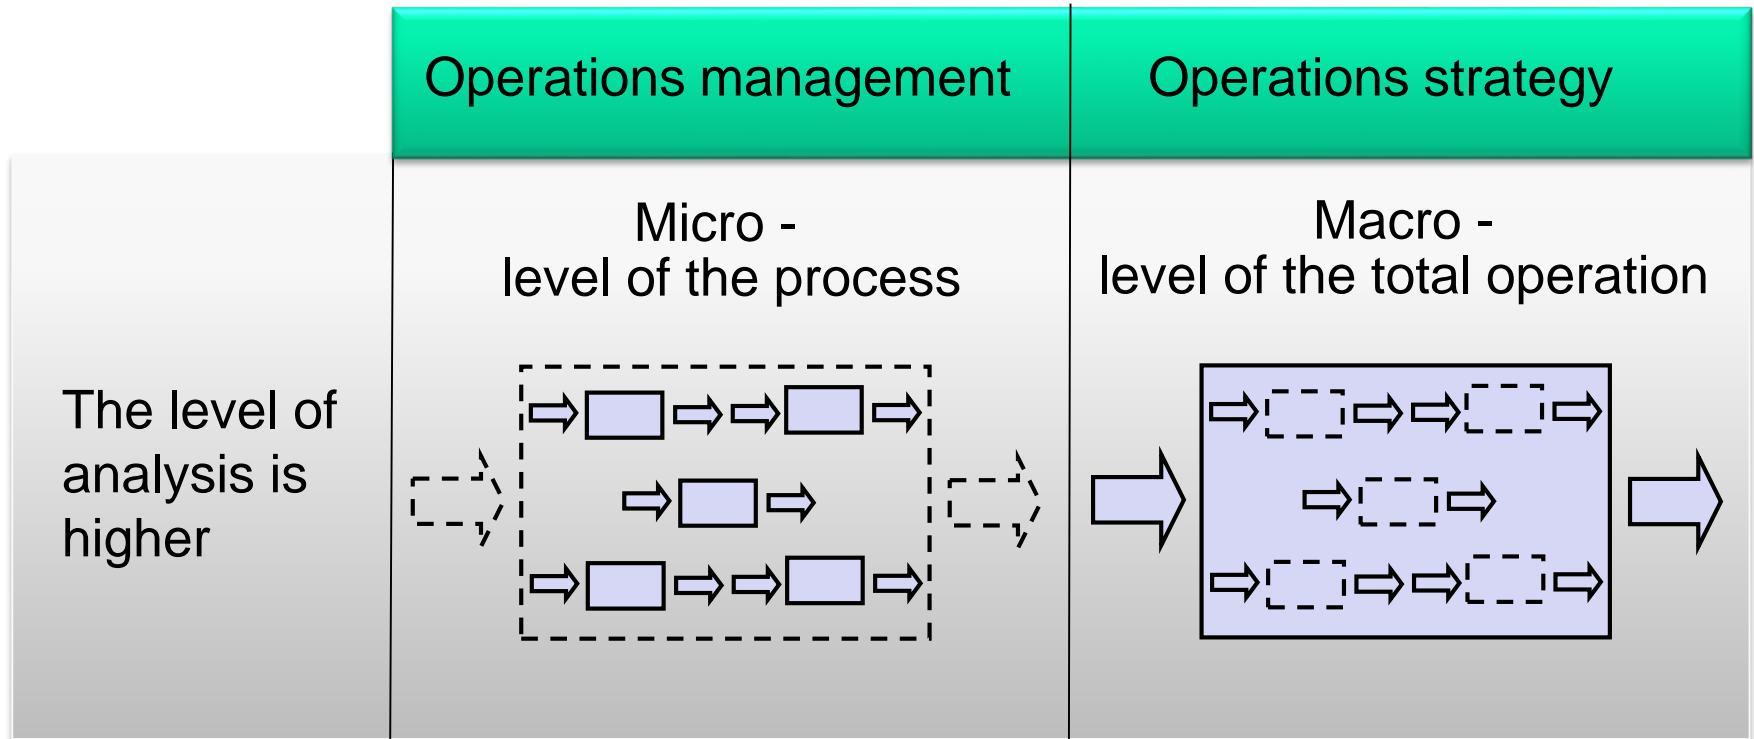 Operations management
Operations strategy
Micro -
level of the process
Macro -
level of the total operation
The level of
analysis is
higher